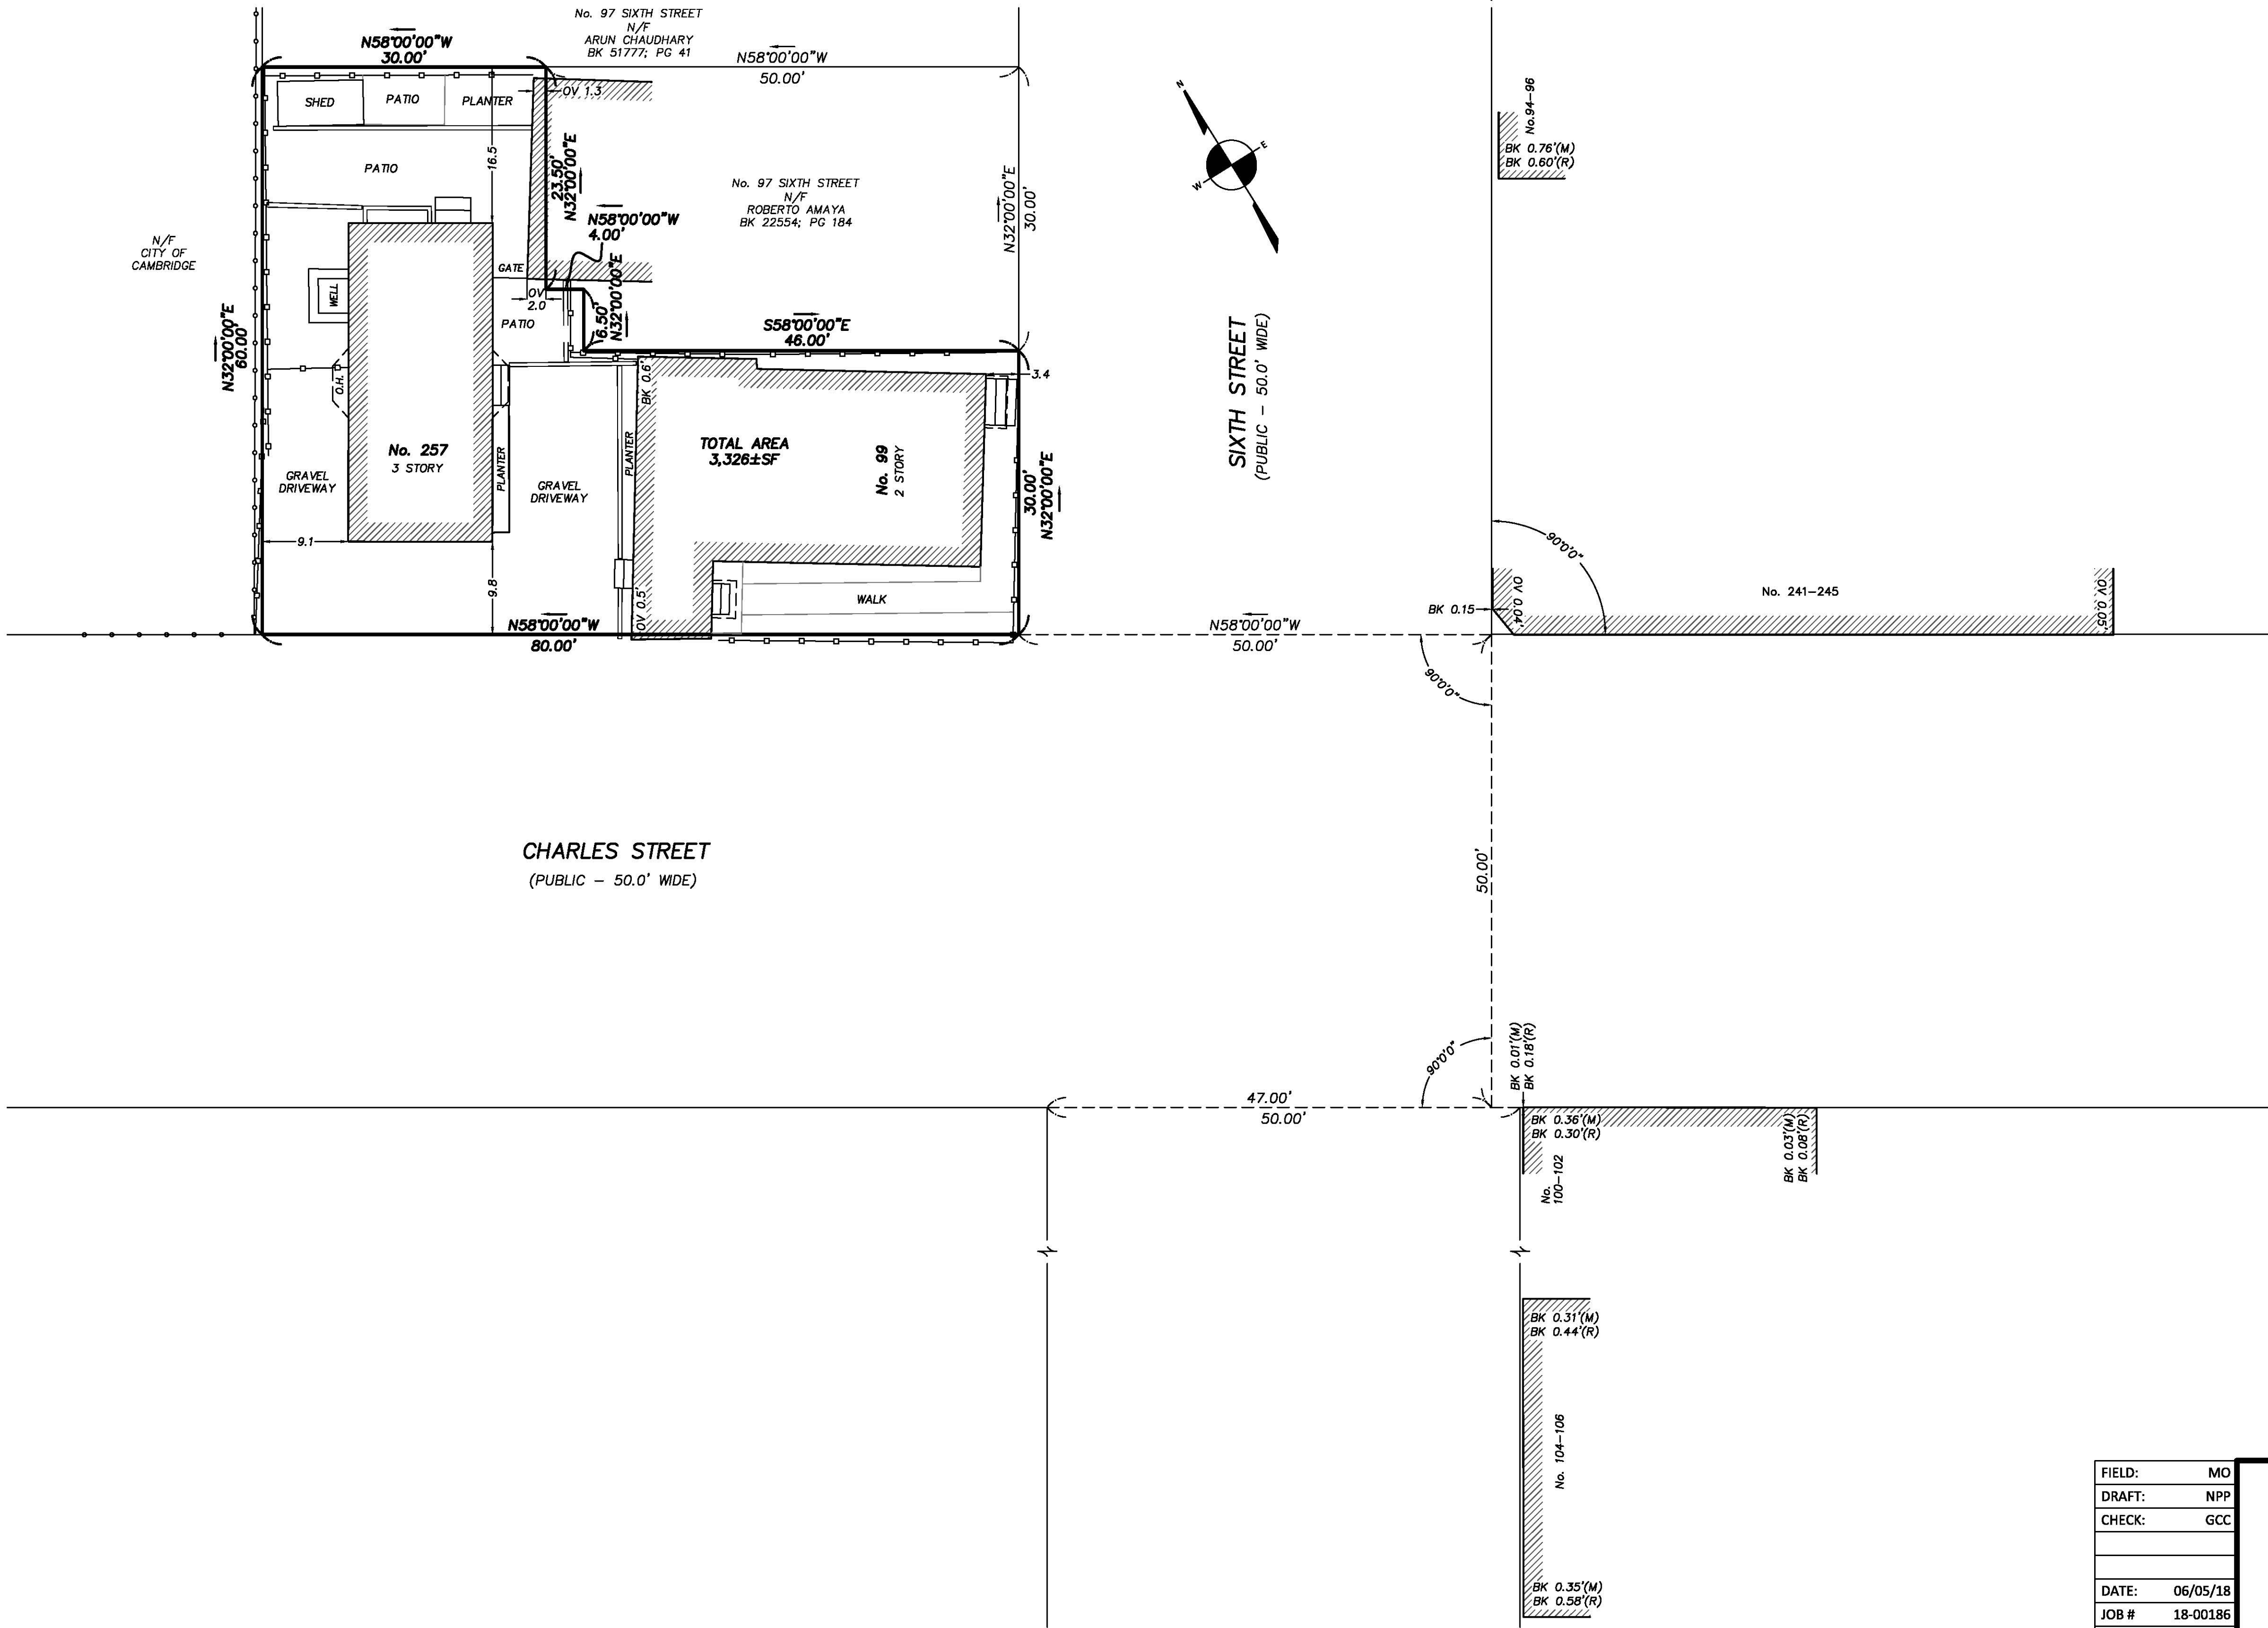 No. 97 SIXTH STREET
N/F
ARUN CHAUDHARY
BK 51777; PG 41
N58°00'00"W
30.00'
N58°00'00"W
50.00'
SHED
PATIO
PLANTER
OV 1.3
16.5
23.50'
N32°00'00"E
PATIO
No. 97 SIXTH STREET
N/F
ROBERTO AMAYA
BK 22554; PG 184
N32°00'00"E
30.00'
N
E
W
No.94-96
BK 0.76'(M)
BK 0.60'(R)
N/F
CITY OF
CAMBRIDGE
N58°00'00"W
4.00'
GATE
WELL
OV
2.0
PATIO
6.50'
N32°00'00"E
S58°00'00"E
46.00'
N32°00'00"E
60.00'
O.H.
BK 0.6'
3.4
SIXTH STREET
(PUBLIC - 50.0' WIDE)
No. 257
3 STORY
TOTAL AREA
3,326±SF
No. 99
2 STORY
GRAVEL
DRIVEWAY
PLANTER
GRAVEL
DRIVEWAY
PLANTER
30.00'
N32°00'00"E
9.1
9.8
OV 0.5'
WALK
N58°00'00"W
80.00'
N58°00'00"W
50.00'
90°0'0"
BK 0.15
OV 0.04'
No. 241-245
OV 0.05'
90°0'0"
CHARLES STREET
(PUBLIC - 50.0' WIDE)
50.00'
90°0'0"
47.00'
50.00'
BK 0.01'(M)
BK 0.18'(R)
BK 0.36'(M)
BK 0.30'(R)
BK 0.03'(M)
BK 0.08'(R)
No.
100-102
BK 0.31'(M)
BK 0.44'(R)
No. 104-106
BK 0.35'(M)
BK 0.58'(R)
FIELD: MO
DRAFT: NPP
CHECK: GCC
DATE: 06/05/18
JOB # 18-00186